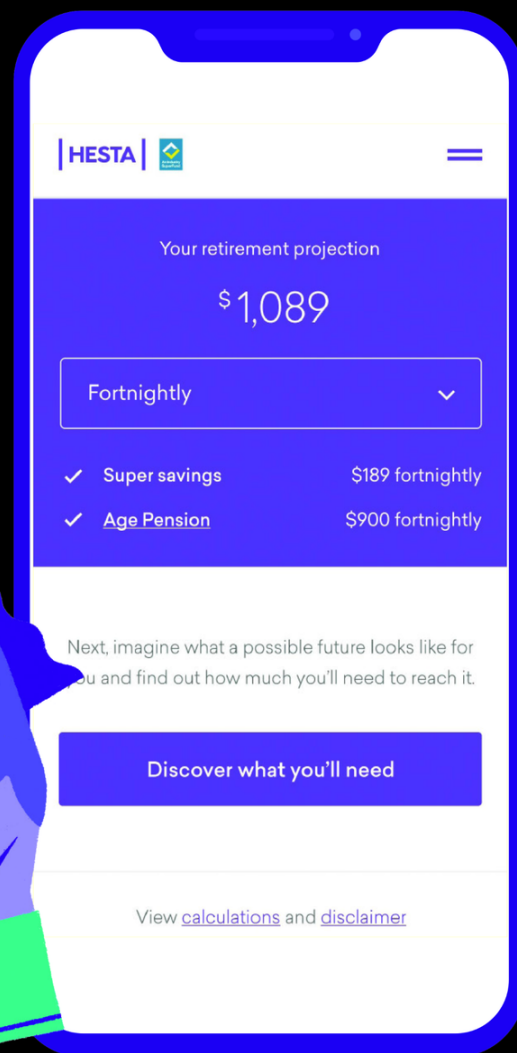 HESTA
Your retirement projection
$1,089
Fortnightly
Super savings $189 fortnightly
Age Pension $900 fortnightly
Next, imagine what a possible future looks like for
and find out how much you'll need to reach it.
Discover what you'll need
View calculations and disclaimer